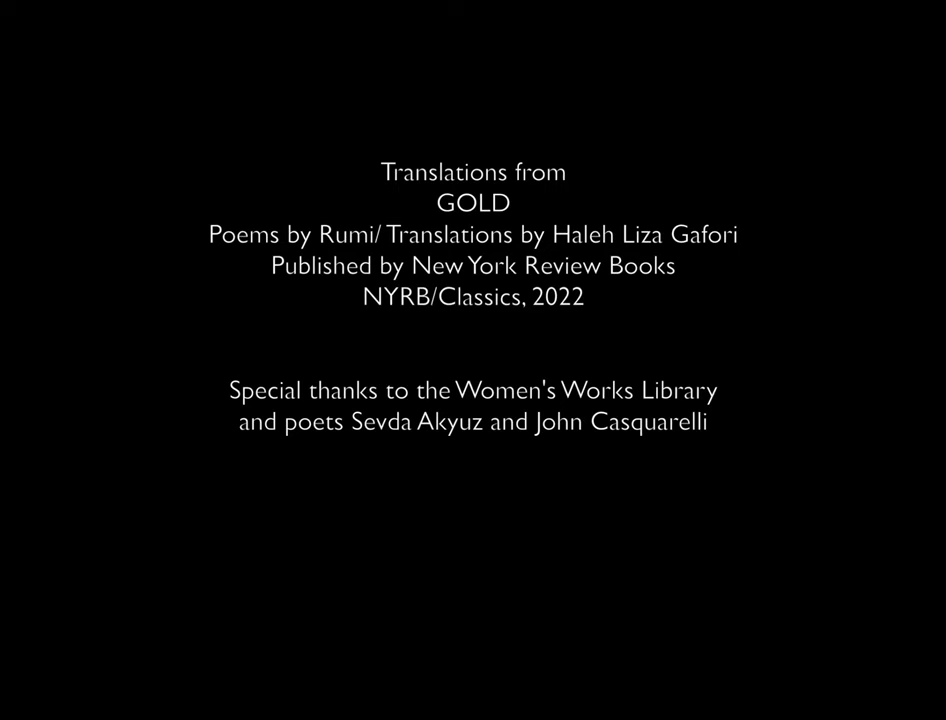 Translations from
GOLD
Poems by Rumi/ Translations by Haleh Liza Gafori
Published by New York Review Books
NYRB/Classics, 2022
Special thanks to the Women's Works Library
and poets Sevda Akyuz and John Casquarelli